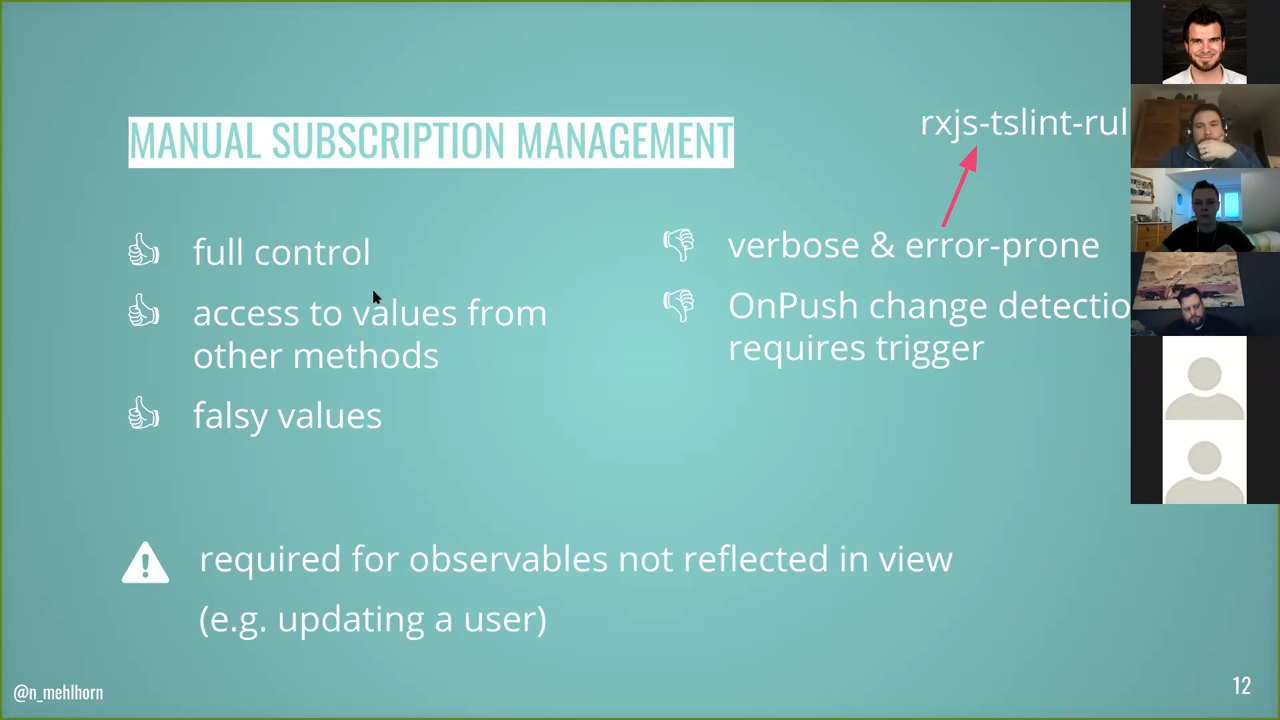 MANUAL SUBSCRIPTION MANAGEMENT
rxjs-tslint-rul
full control
access to values from
other methods
falsy values
verbose & error-prone
OnPush change detectio
requires trigger
required for observables not reflected in view
(e.g. updating a user)
@n_mehlhorn
12